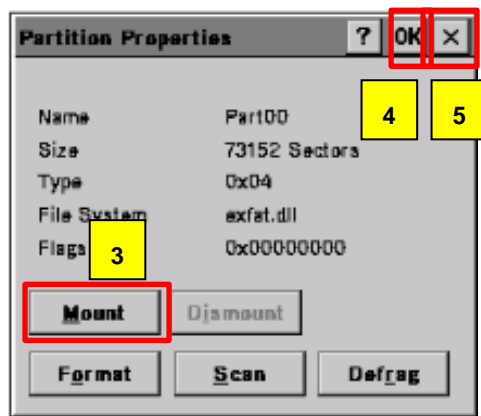 Partition Properties ? OK ×
4 5
Name Part00
Size 73152 Sectors
Type 0x04
File System exfat.dll
Flags 0x00000000
3
Mount Dismount
Format Scan Defrag